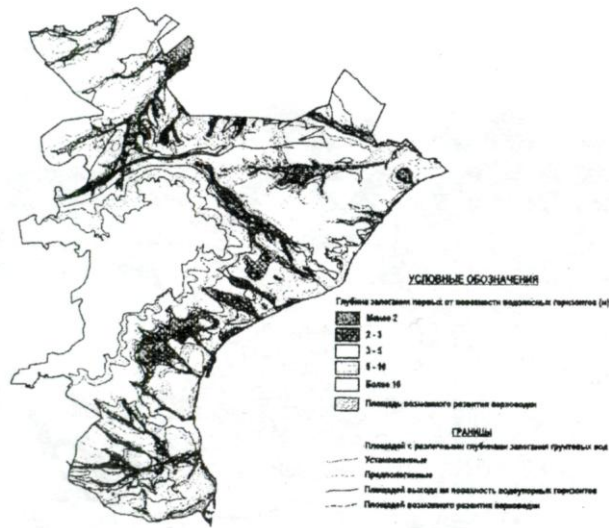 УСЛОВНЫЕ ОБОЗНАЧЕНИЯ
Глубина залегания первых от поверхности водоносных горизонтов (м)
Менее 2
2 - 3
3 - 5
5 - 10
Более 10
Площадь возможного развития верховодки
ГРАНИЦЫ
Площадей с различными глубинами залегания грунтовых вод
Установленные
Предполагаемые
Площадей выхода на поверхность водоупорных горизонтов
Площадей возможного развития верховодки